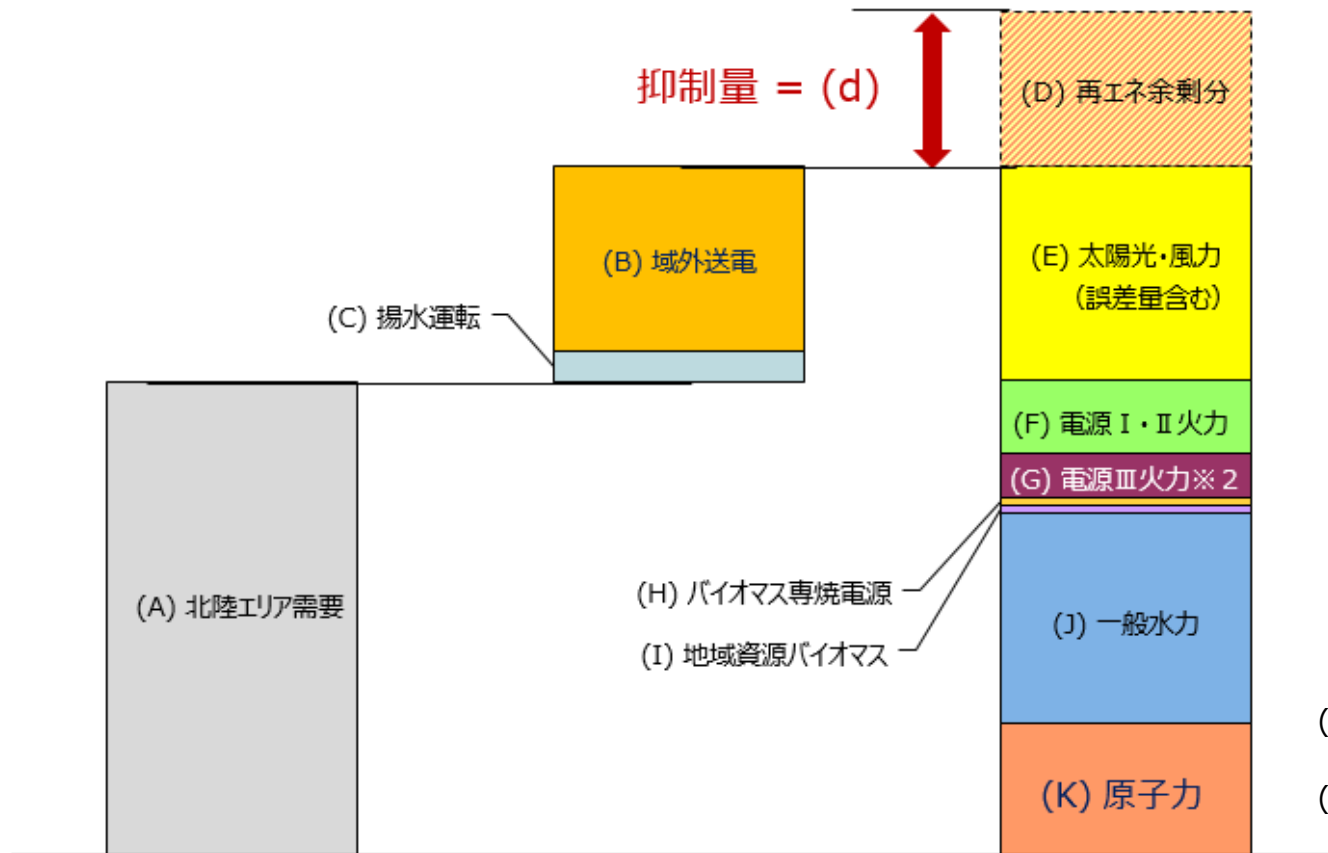 抑制量 = (d)
(D) 再エネ余剰分
(B) 域外送電
(E) 太陽光・風力
(誤差量含む)
(C) 揚水運転
(F) 電源Ⅰ・Ⅱ火力
(G) 電源Ⅲ火力※2
(A) 北陸エリア需要
(H) バイオマス専焼電源
(I) 地域資源バイオマス
(J) 一般水力
(
(K) 原子力
(